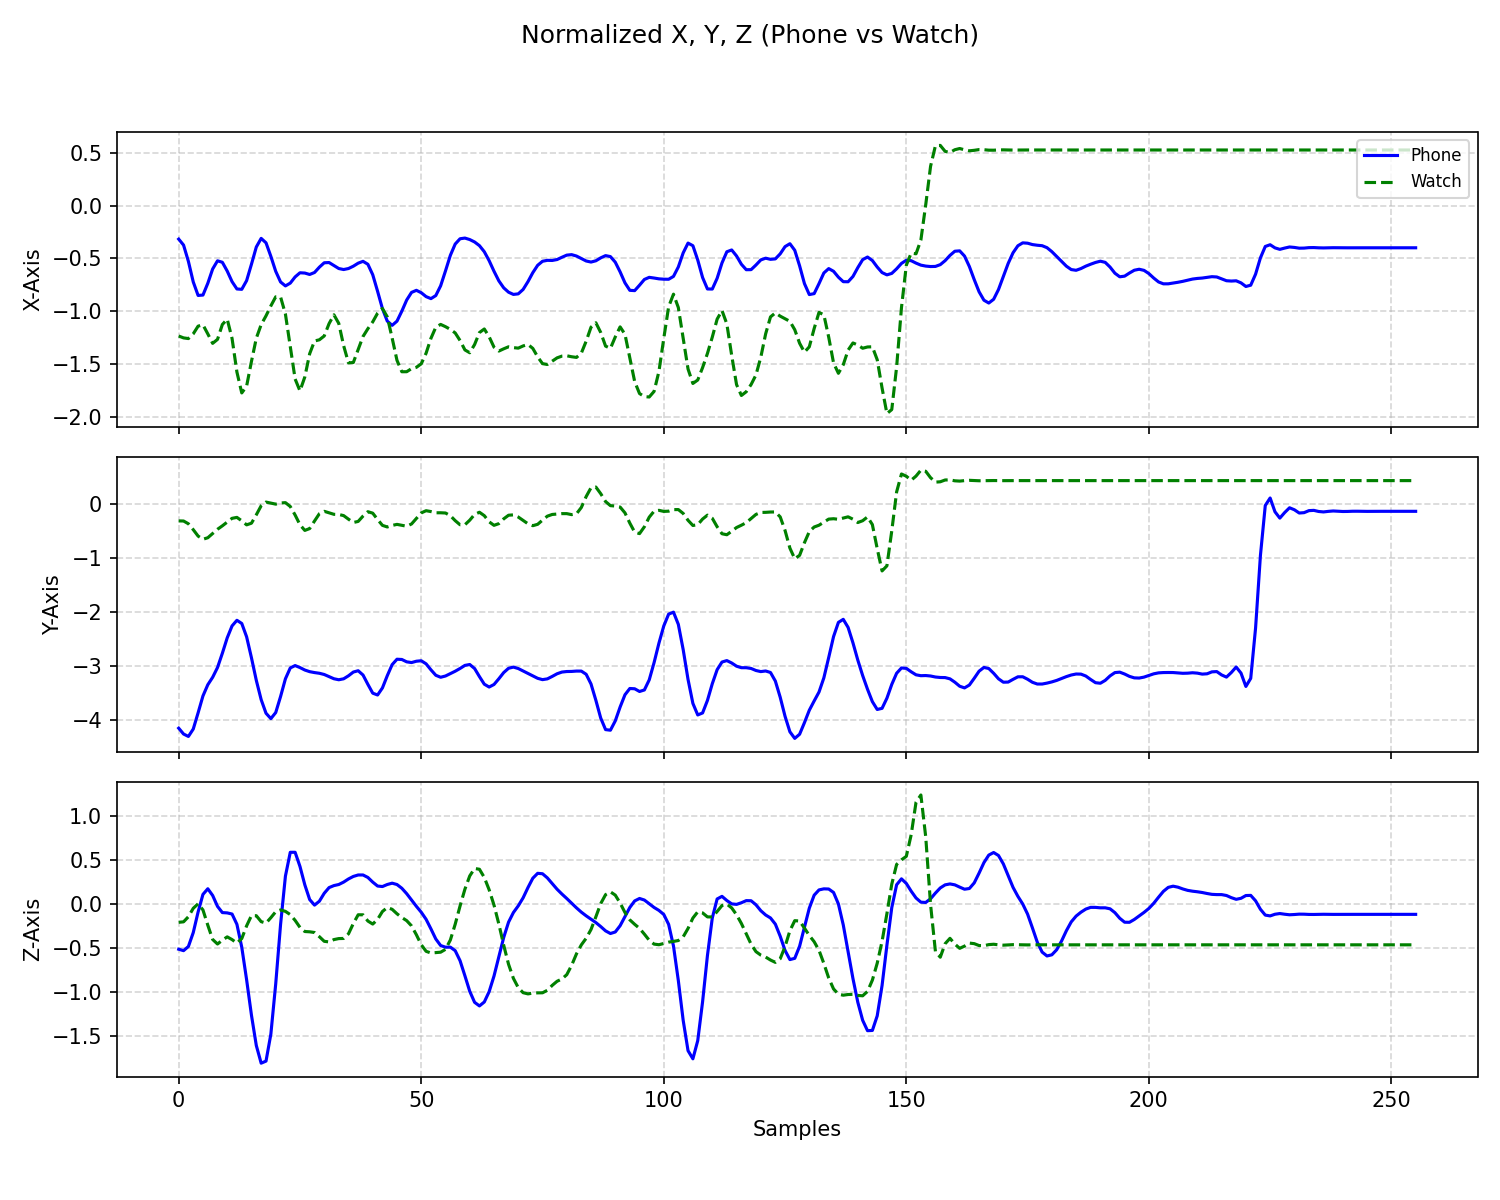 Normalized X, Y, Z (Phone vs Watch)
X-Axis
0.5
0.0
−0.5
−1.0
−1.5
−2.0
Phone
Watch
Y-Axis
0
−1
−2
−3
−4
Z-Axis
1.0
0.5
0.0
−0.5
−1.0
−1.5
0 50 100 150 200 250
Samples